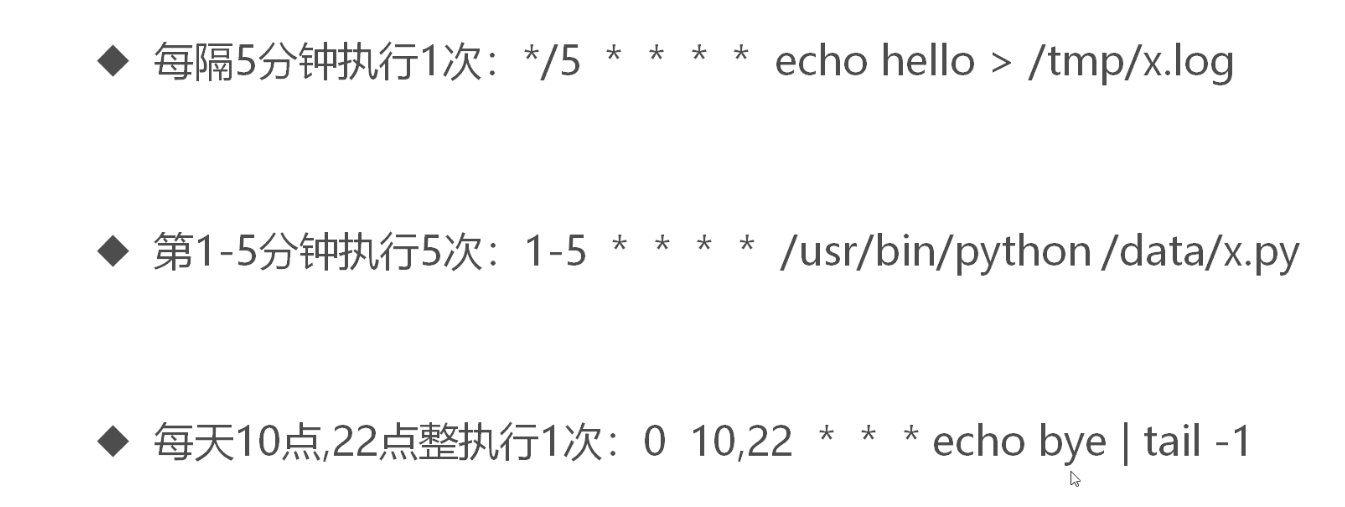 ◆ 每隔5分钟执行1次：*/5 * * * * echo hello > /tmp/x.log
◆ 第1-5分钟执行5次：1-5 * * * * /usr/bin/python /data/x.py
◆ 每天10点,22点整执行1次：0 10,22 * * * echo bye | tail -1